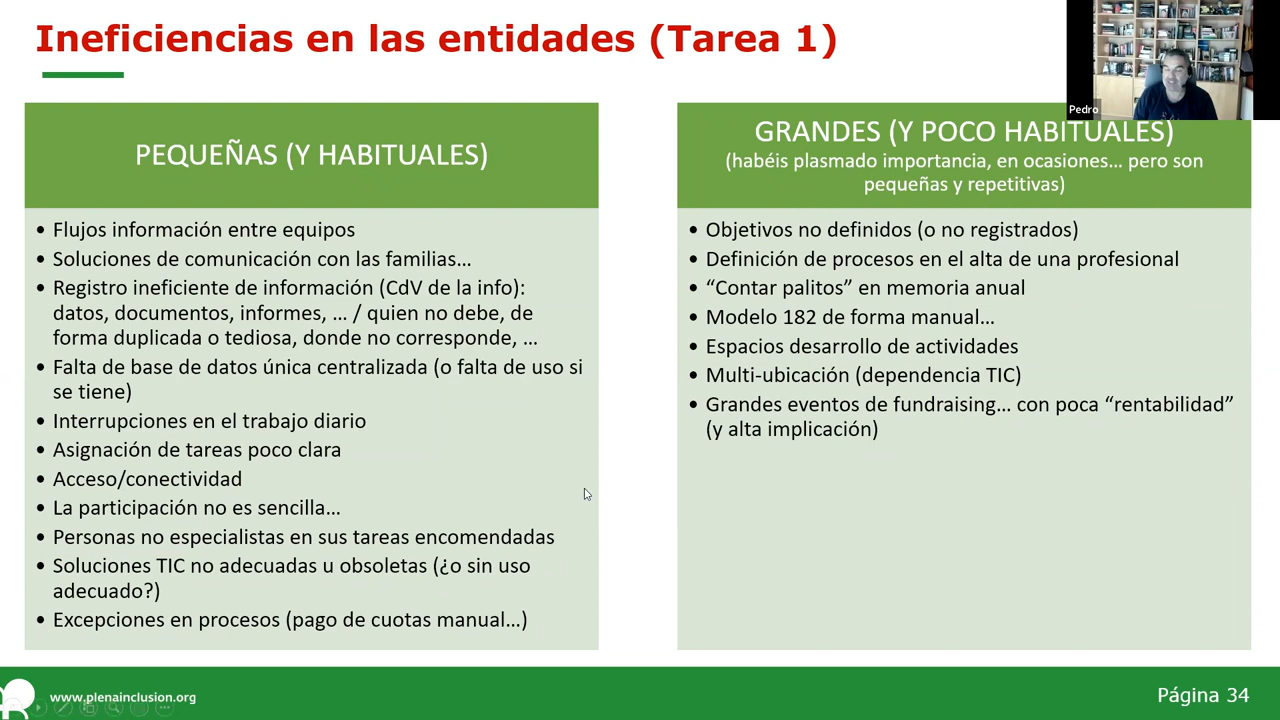 Ineficiencias en las entidades (Tarea 1)
Pedro
PEQUEÑAS (Y HABITUALES)
• Flujos información entre equipos
• Soluciones de comunicación con las familias…
• Registro ineficiente de información (CdV de la info):
datos, documentos, informes, … / quien no debe, de
forma duplicada o tediosa, donde no corresponde, …
• Falta de base de datos única centralizada (o falta de uso si
se tiene)
• Interrupciones en el trabajo diario
• Asignación de tareas poco clara
• Acceso/conectividad
• La participación no es sencilla…
• Personas no especialistas en sus tareas encomendadas
• Soluciones TIC no adecuadas u obsoletas (¿o sin uso
adecuado?)
• Excepciones en procesos (pago de cuotas manual…)
GRANDES (Y POCO HABITUALES)
(habéis plasmado importancia, en ocasiones… pero son
pequeñas y repetitivas)
• Objetivos no definidos (o no registrados)
• Definición de procesos en el alta de una profesional
• “Contar palitos” en memoria anual
• Modelo 182 de forma manual…
• Espacios desarrollo de actividades
• Multi-ubicación (dependencia TIC)
• Grandes eventos de fundraising… con poca “rentabilidad”
(y alta implicación)
www.plenainclusion.org
Página 34